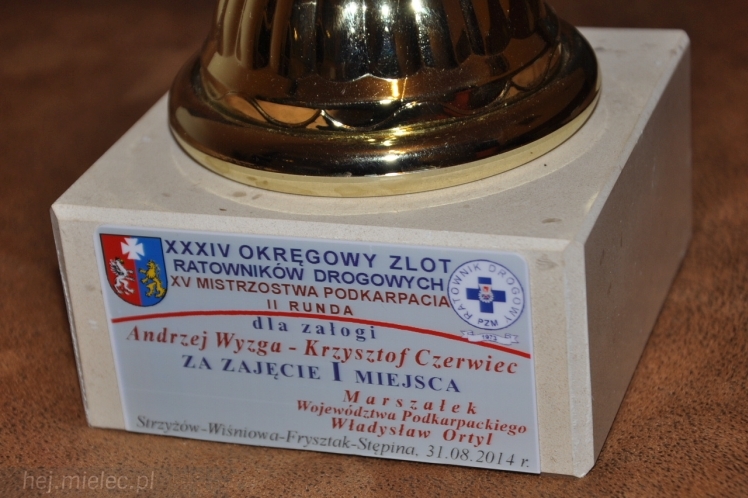 XXXIV OKRĘGOWY ZLOT
RATOWNIKÓW DROGOWYCH
XV MISTRZOSTWA PODKARPACIA
II RUNDA
RATOWNIK DROGOWY
PZM
1973
dla załogi
Andrzej Wyzga - Krzysztof Czerwiec
ZA ZAJĘCIE I MIEJSCA
Marszałek
Województwa Podkarpackiego
Władysław Ortyl
Strzyżów-Wiśniowa-Frysztak-Stępina, 31.08.2014 r.
hej.mielec.pl